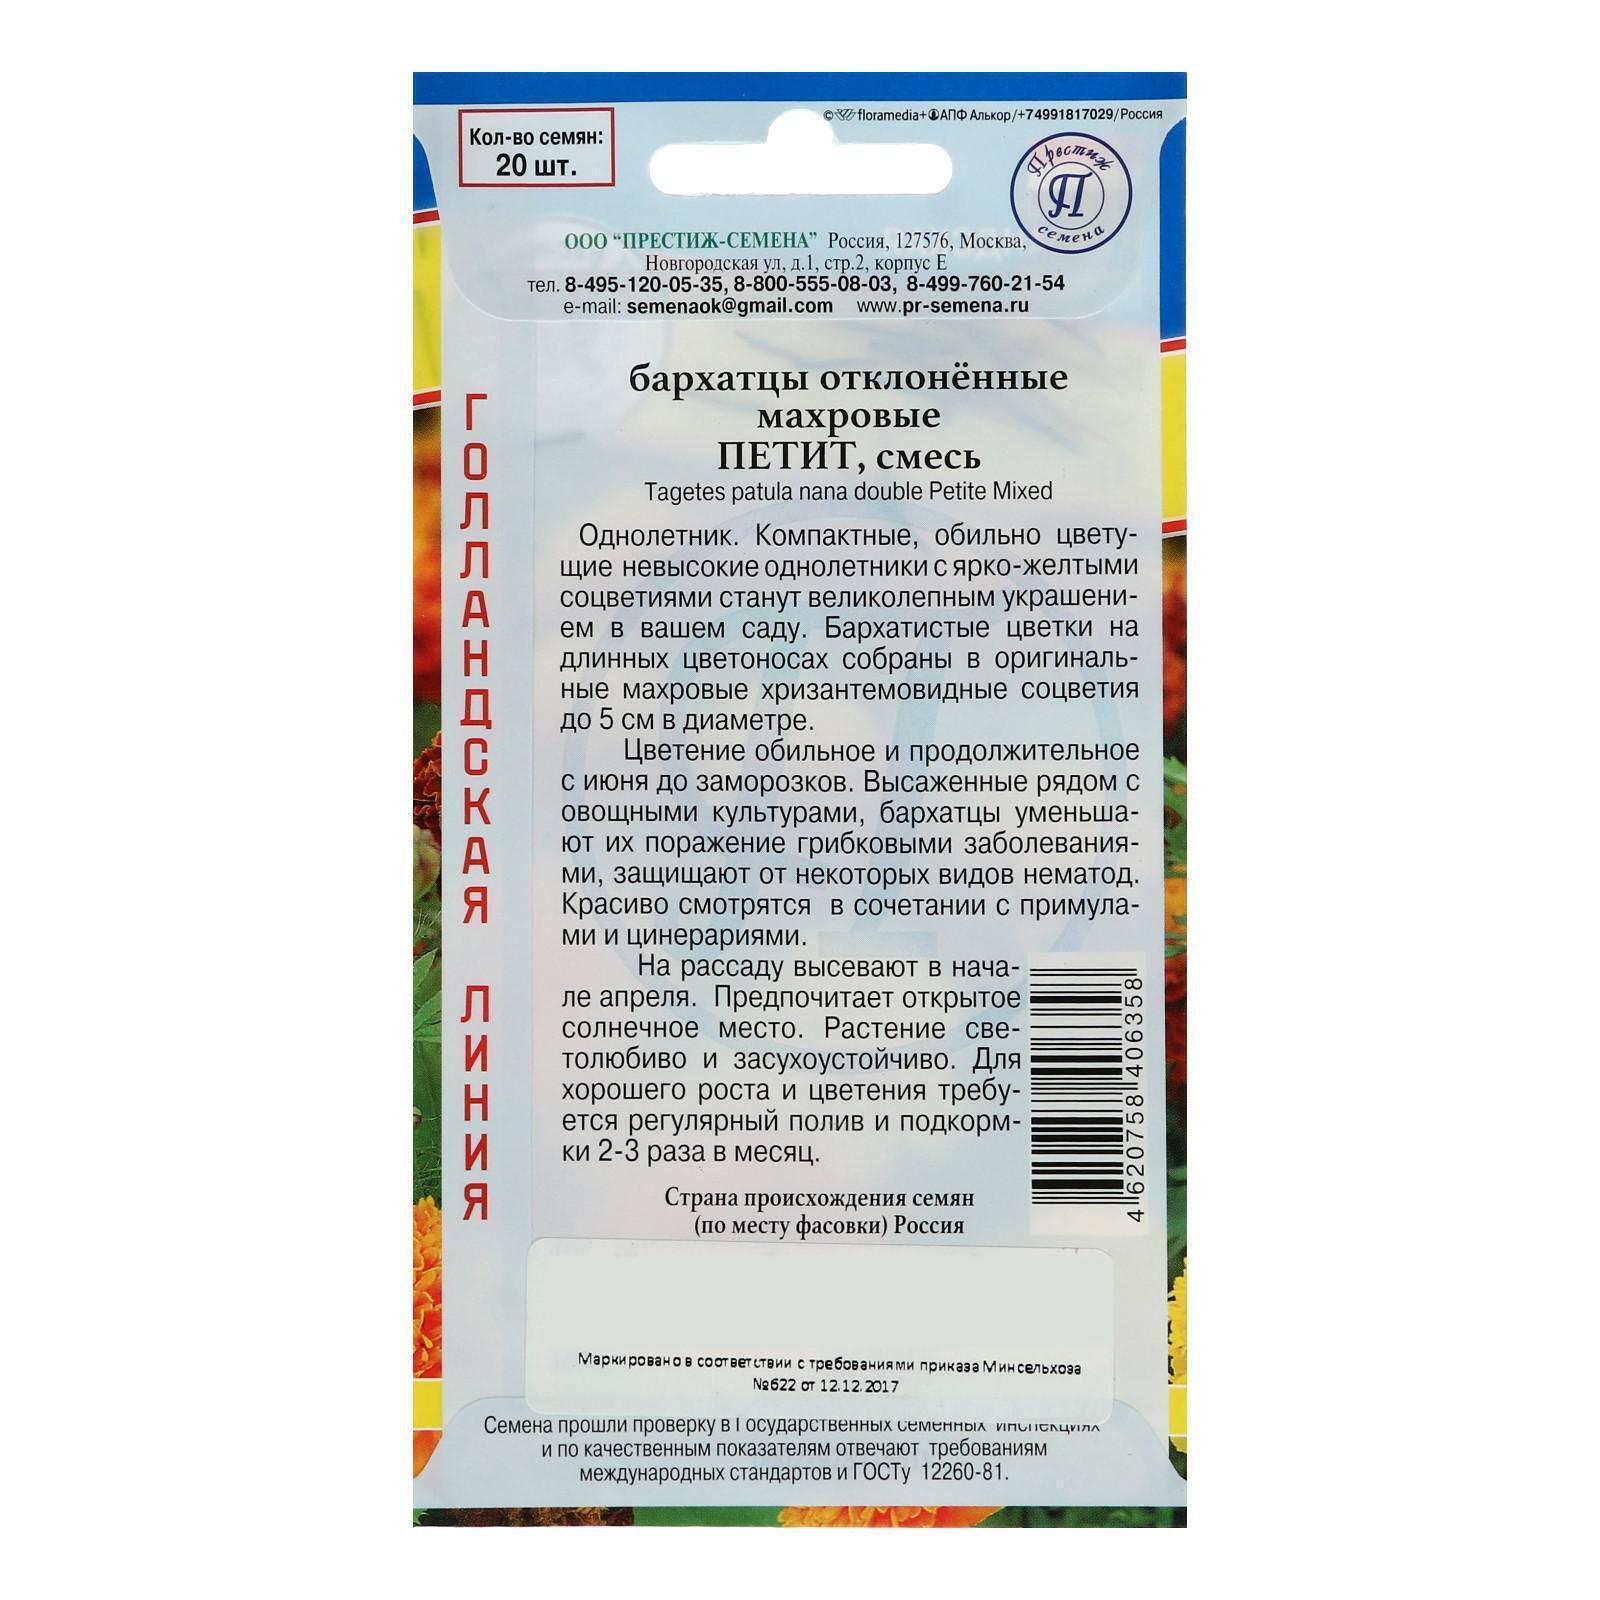 Кол-во семян:
20 шт.
© floramedia+ АПФ Алькор/+74991817029/Россия
Престиж
П
семена
ООО “ПРЕСТИЖ-СЕМЕНА” Россия, 127576, Москва,
Новгородская ул, д.1, стр.2, корпус Е
тел. 8-495-120-05-35, 8-800-555-08-03, 8-499-760-21-54
e-mail: semenaok@gmail.com www.pr-semena.ru
ГОЛЛАНДСКАЯ ЛИНИЯ
бархатцы отклонённые
махровые
ПЕТИТ, смесь
Tagetes patula nana double Petite Mixed
Однолетник. Компактные, обильно цвету-
щие невысокие однолетники с ярко-желтыми
соцветиями станут великолепным украшени-
ем в вашем саду. Бархатистые цветки на
длинных цветоносах собраны в оригиналь-
ные махровые хризантемовидные соцветия
до 5 см в диаметре.
Цветение обильное и продолжительное
с июня до заморозков. Высаженные рядом с
овощными культурами, бархатцы уменьша-
ют их поражение грибковыми заболевания-
ми, защищают от некоторых видов нематод.
Красиво смотрятся в сочетании с примула-
ми и цинерариями.
На рассаду высевают в нача-
ле апреля. Предпочитает открытое
солнечное место. Растение све-
толюбиво и засухоустойчиво. Для
хорошего роста и цветения требу-
ется регулярный полив и подкорм-
ки 2-3 раза в месяц.
4 620758 406358
Страна происхождения семян
(по месту фасовки) Россия
Маркировано в соответствии с требованиями приказа Минсельхоза
№622 от 12.12.2017
Семена прошли проверку в Государственных семенных инспекциях
и по качественным показателям отвечают требованиям
международных стандартов и ГОСТу 12260-81.